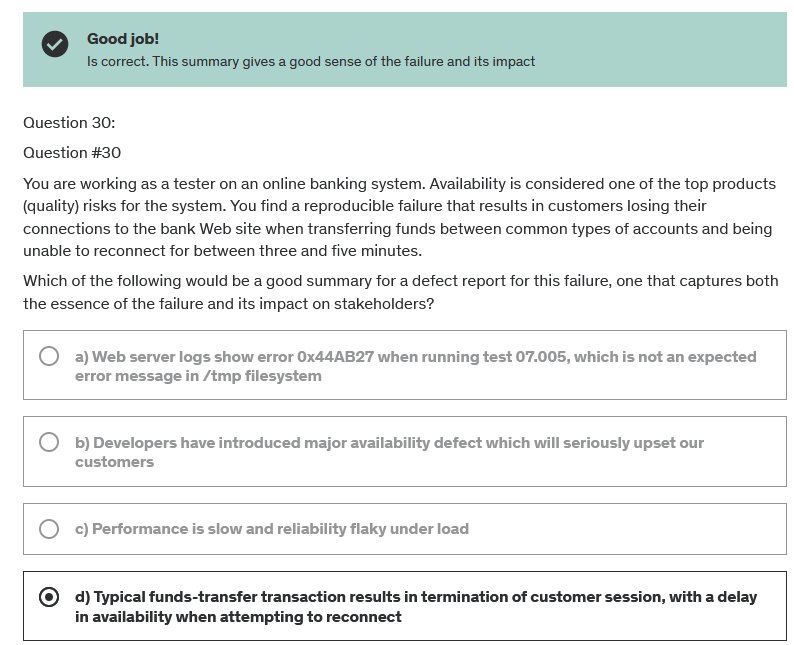 Good job!
Is correct. This summary gives a good sense of the failure and its impact
Question 30:
Question #30
You are working as a tester on an online banking system. Availability is considered one of the top products
(quality) risks for the system. You find a reproducible failure that results in customers losing their
connections to the bank Web site when transferring funds between common types of accounts and being
unable to reconnect for between three and five minutes.
Which of the following would be a good summary for a defect report for this failure, one that captures both
the essence of the failure and its impact on stakeholders?
a) Web server logs show error 0x44AB27 when running test 07.005, which is not an expected
error message in /tmp filesystem
b) Developers have introduced major availability defect which will seriously upset our
customers
c) Performance is slow and reliability flaky under load
d) Typical funds-transfer transaction results in termination of customer session, with a delay
in availability when attempting to reconnect